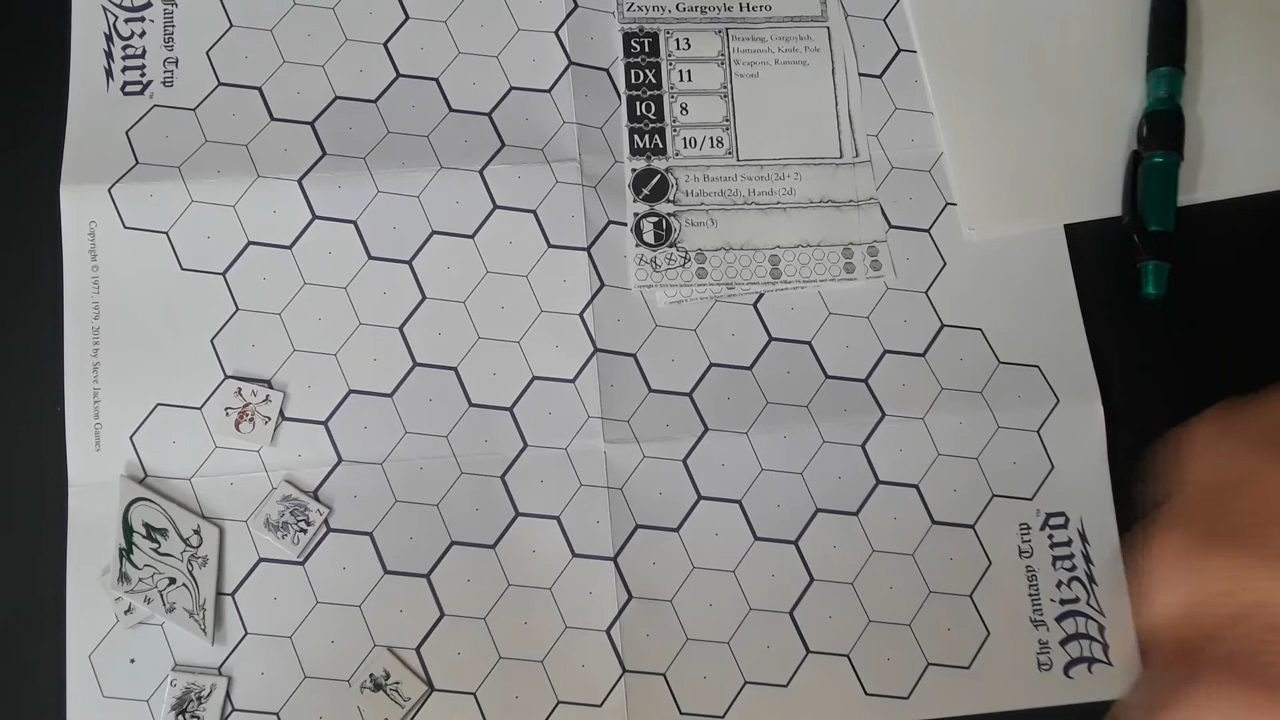 The Fantasy Trip
Wizard™
Copyright © 1977, 1979, 2018 by Steve Jackson Games
Zxyny, Gargoyle Hero
ST 13
DX 11
IQ 8
MA 10/18
Brawling, Gargoylish,
Humanish, Knife, Pole
Weapons, Running,
Sword
2-h Bastard Sword(2d+2)
Halberd(2d), Hands(2d)
Skin(3)
N
Z
G
The Fantasy Trip™
Wizard